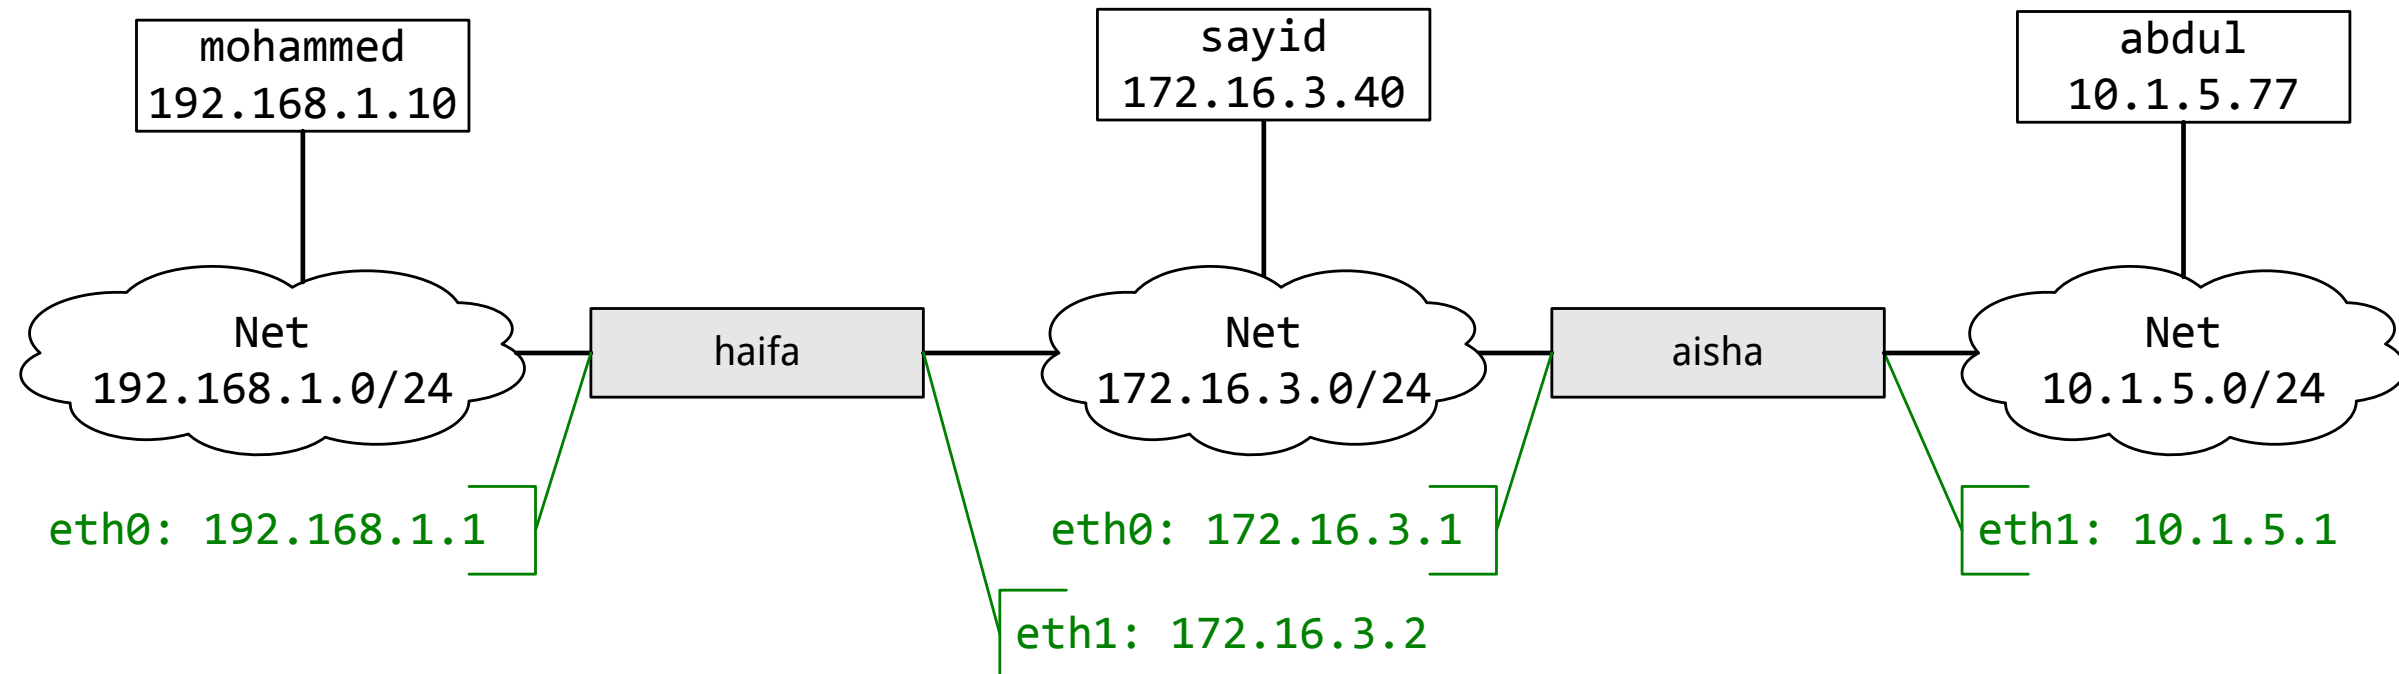 mohammed
192.168.1.10
sayid
172.16.3.40
abdul
10.1.5.77
Net
192.168.1.0/24
haifa
Net
172.16.3.0/24
aisha
Net
10.1.5.0/24
eth0: 192.168.1.1
eth0: 172.16.3.1
eth1: 10.1.5.1
eth1: 172.16.3.2